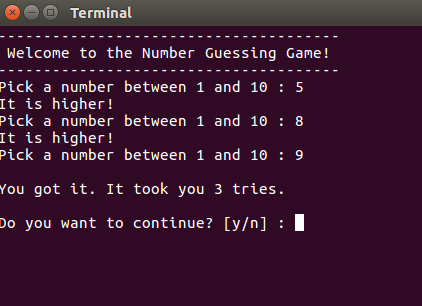 Terminal
--------------------------------------
Welcome to the Number Guessing Game!
--------------------------------------
Pick a number between 1 and 10 : 5
It is higher!
Pick a number between 1 and 10 : 8
It is higher!
Pick a number between 1 and 10 : 9
You got it. It took you 3 tries.
Do you want to continue? [y/n] :